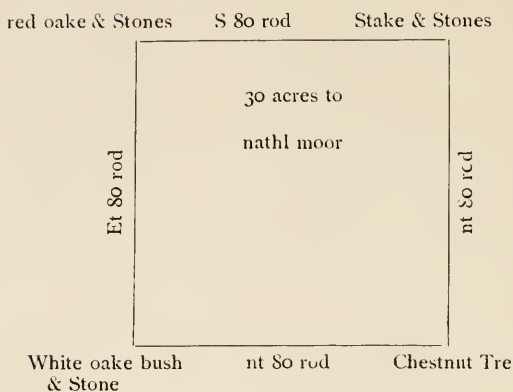 red oake & Stones S 80 rod Stake & Stones
30 acres to
nathl moor
Et 80 rod
nt 80 rod
White oake bush nt 80 rod Chestnut Tre
& Stone